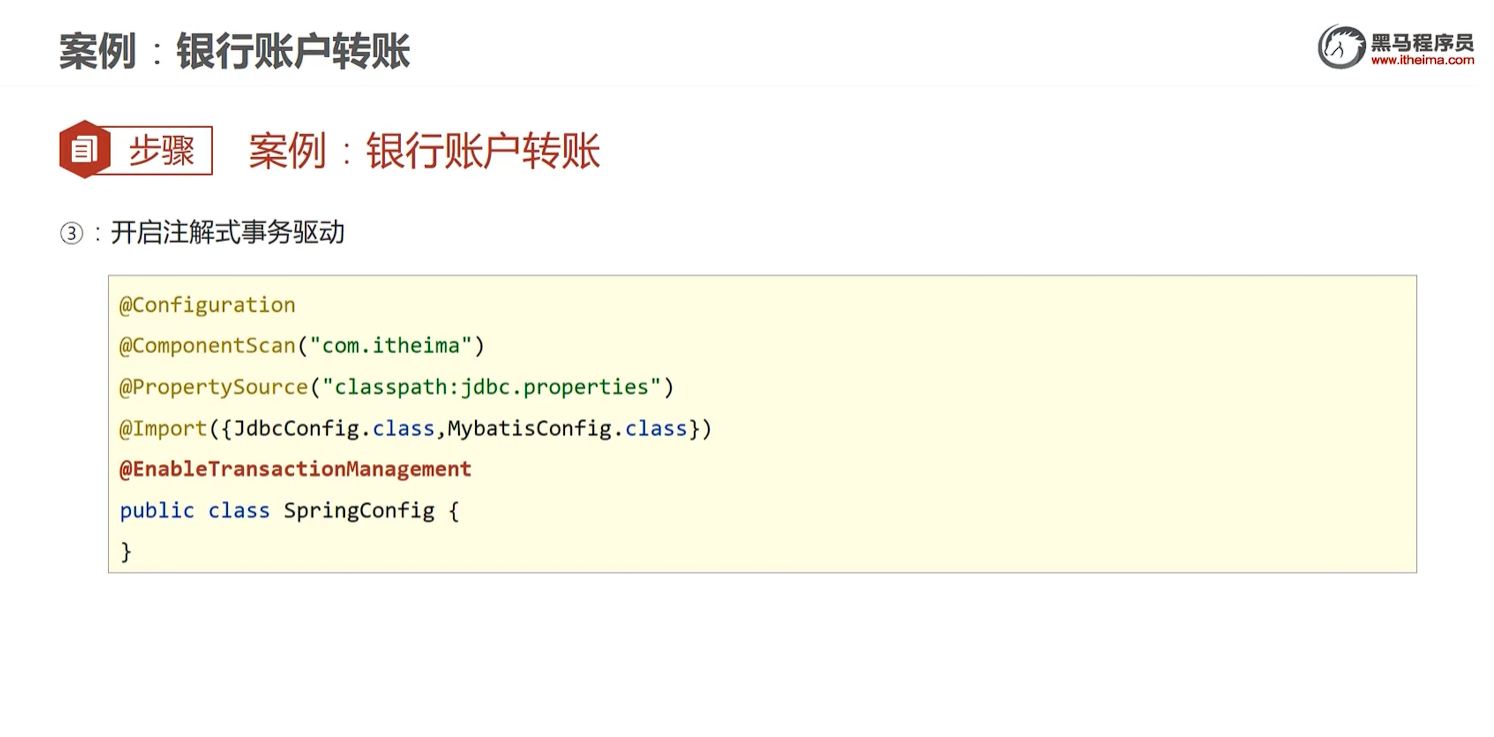 案例：银行账户转账
黑马程序员
www.itheima.com
步骤
案例：银行账户转账
③：开启注解式事务驱动
@Configuration
@ComponentScan("com.itheima")
@PropertySource("classpath:jdbc.properties")
@Import({JdbcConfig.class,MybatisConfig.class})
@EnableTransactionManagement
public class SpringConfig {
}